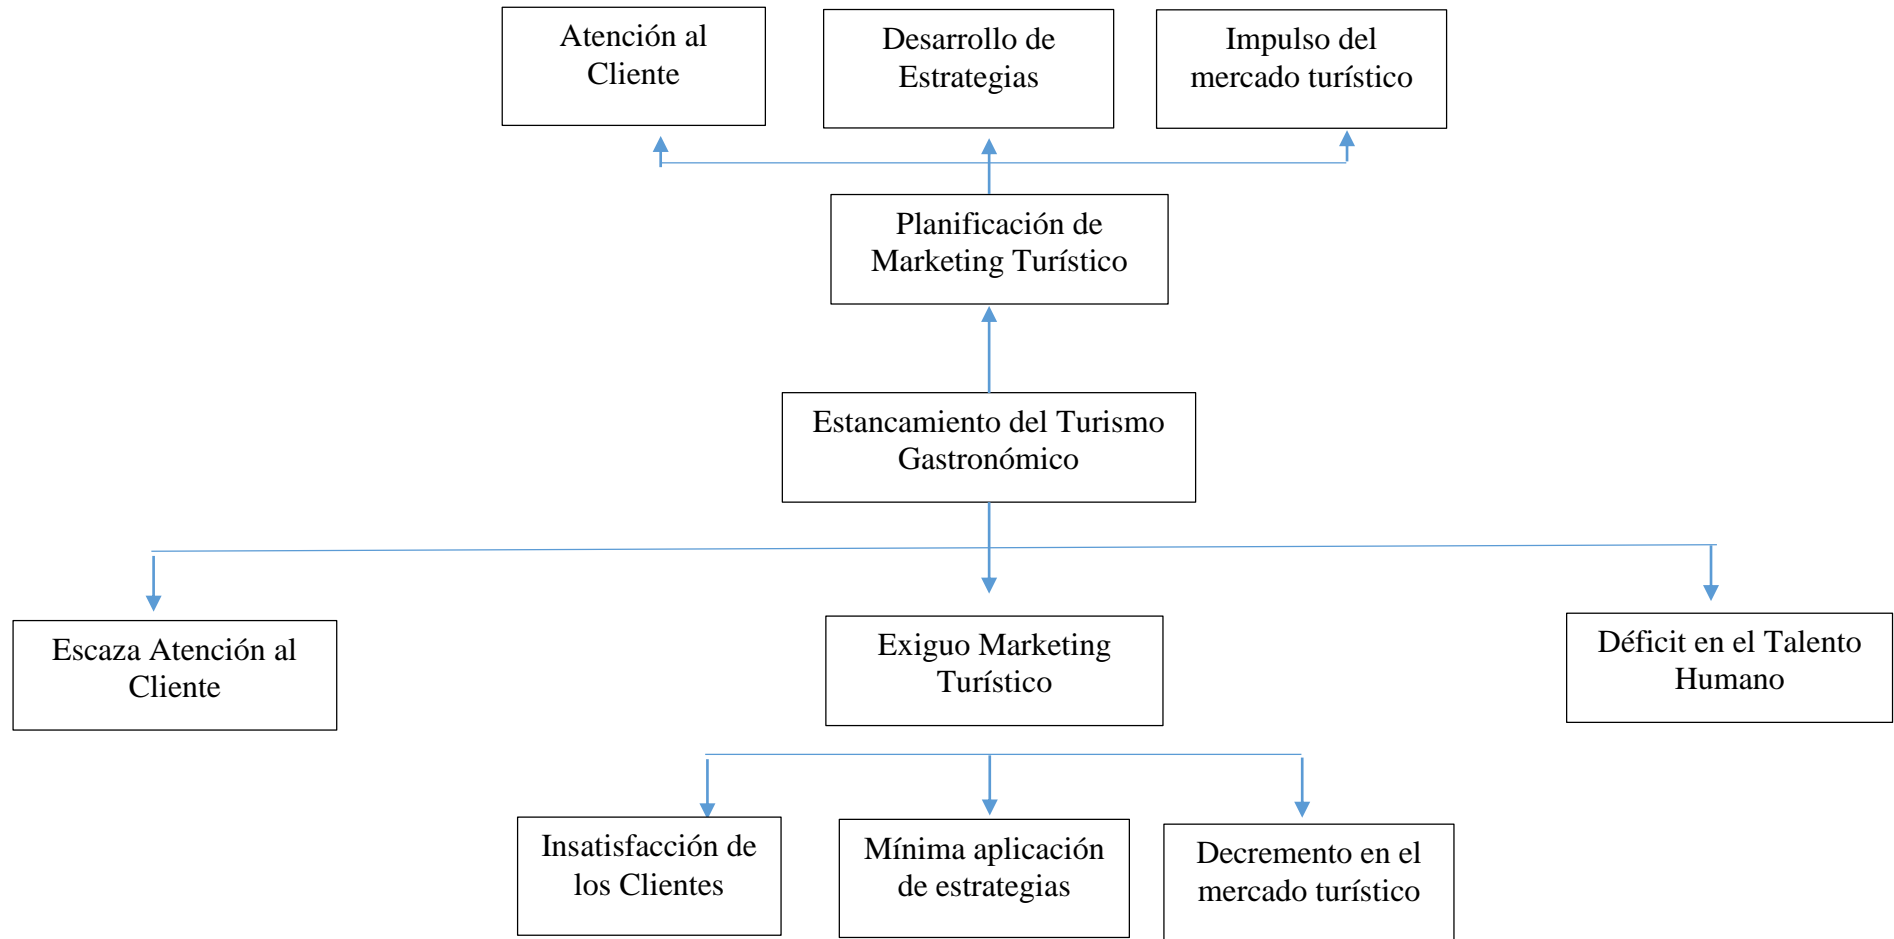 Atención al
Cliente
Desarrollo de
Estrategias
Impulso del
mercado turístico
Planificación de
Marketing Turístico
Estancamiento del Turismo
Gastronómico
Escaza Atención al
Cliente
Exiguo Marketing
Turístico
Déficit en el Talento
Humano
Insatisfacción de
los Clientes
Mínima aplicación
de estrategias
Decremento en el
mercado turístico